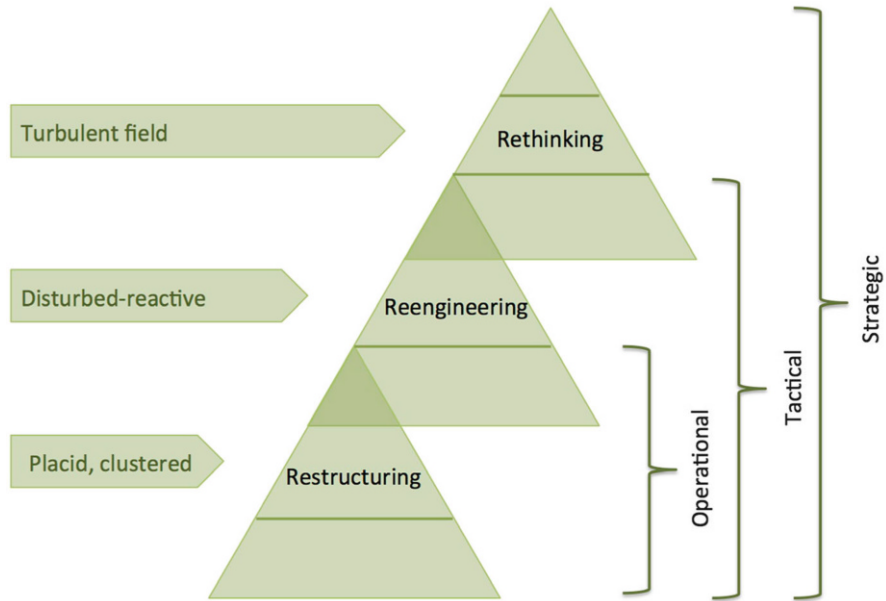 Turbulent field
Rethinking
Disturbed-reactive
Reengineering
Placid, clustered
Restructuring
Operational
Tactical
Strategic